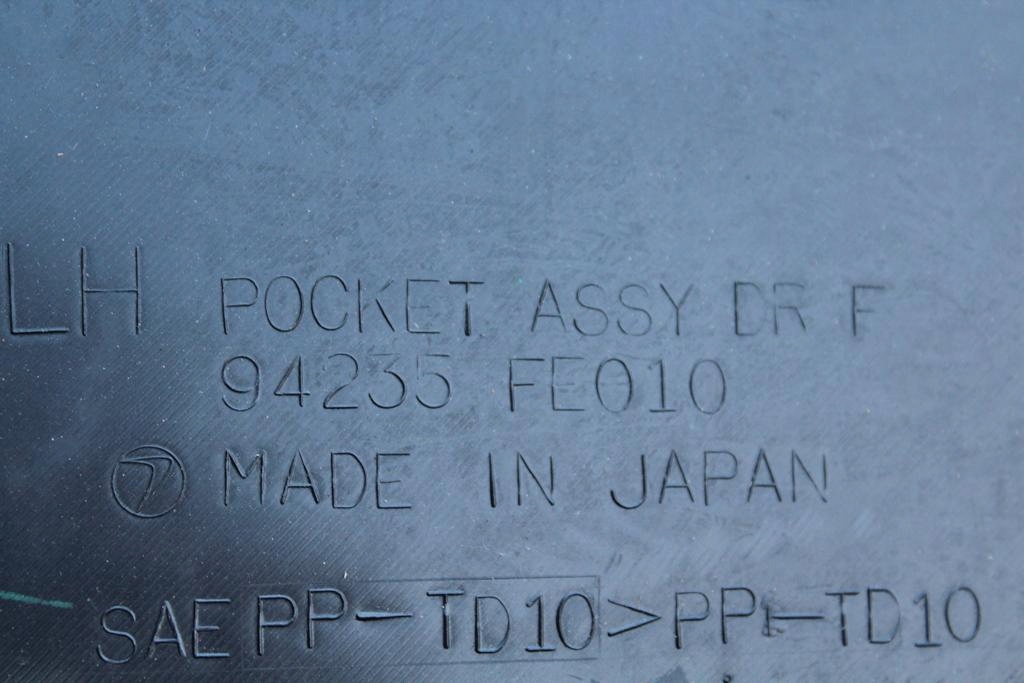 LH POCKET ASSY DR F
94235 FE010
MADE IN JAPAN
SAE PP-TD10>PP-TD10